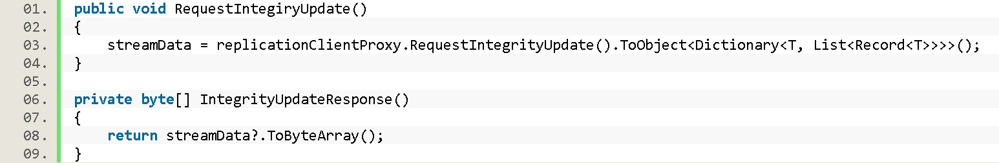 01. public void RequestIntegiryUpdate()
02. {
03.     streamData = replicationClientProxy.RequestIntegrityUpdate().ToObject<Dictionary<T, List<Record<T>>>>();
04. }
05.
06. private byte[] IntegrityUpdateResponse()
07. {
08.     return streamData?.ToByteArray();
09. }